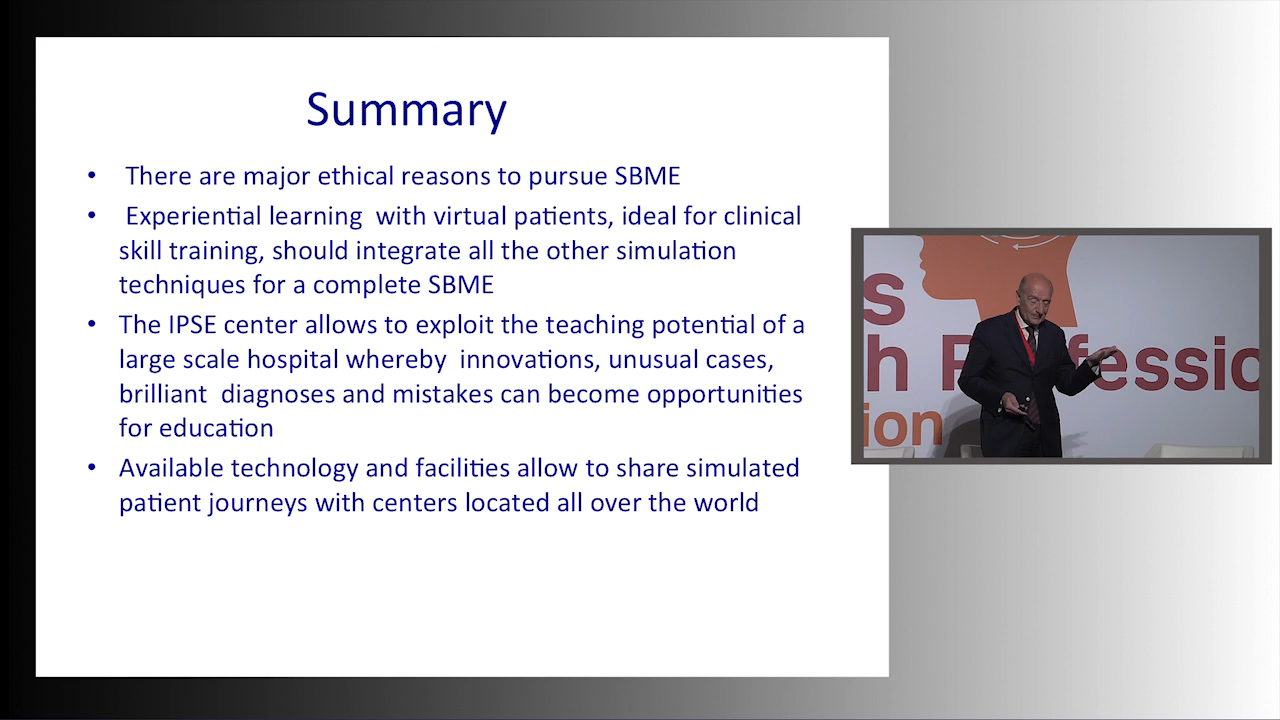 Summary
• There are major ethical reasons to pursue SBME
• Experiential learning with virtual patients, ideal for clinical
skill training, should integrate all the other simulation
techniques for a complete SBME
• The IPSE center allows to exploit the teaching potential of a
large scale hospital whereby innovations, unusual cases,
brilliant diagnoses and mistakes can become opportunities
for education
• Available technology and facilities allow to share simulated
patient journeys with centers located all over the world
s
h
ion